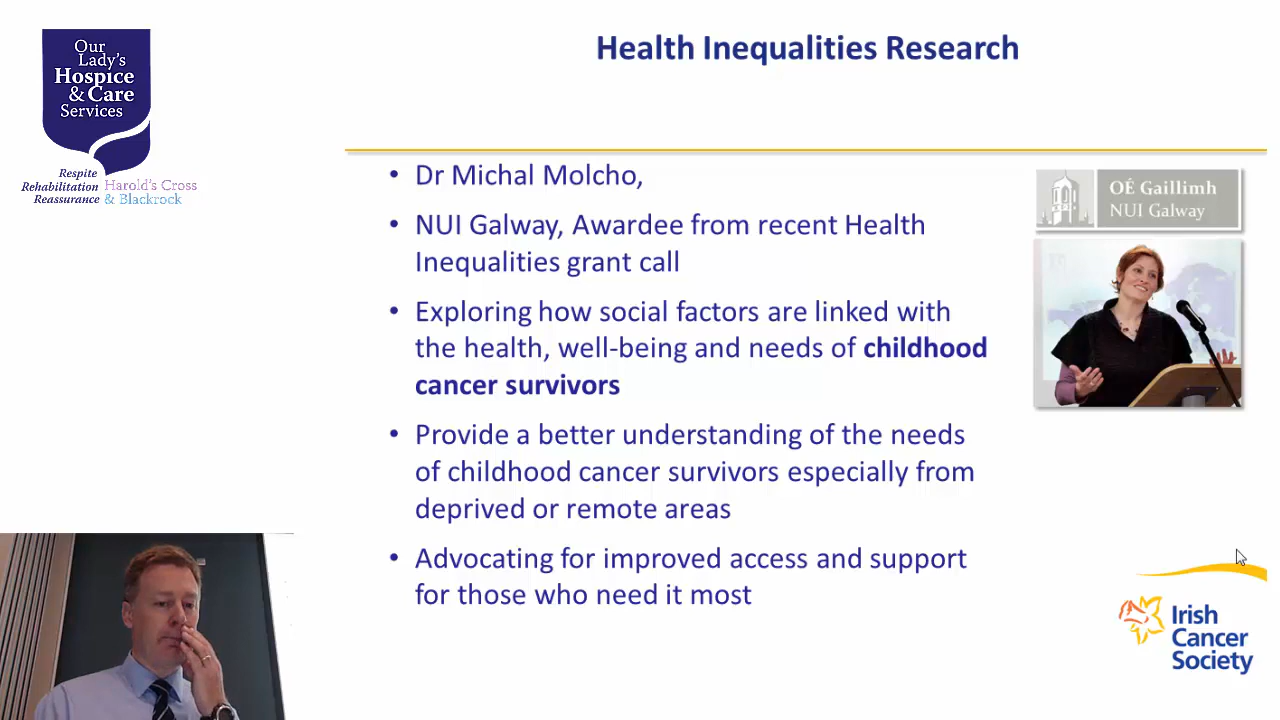 Our
Lady's
Hospice
& Care
Services
Respite
Rehabilitation
Reassurance
Harold's Cross
& Blackrock
Health Inequalities Research
• Dr Michal Molcho,
• NUI Galway, Awardee from recent Health
Inequalities grant call
• Exploring how social factors are linked with
the health, well-being and needs of childhood
cancer survivors
• Provide a better understanding of the needs
of childhood cancer survivors especially from
deprived or remote areas
• Advocating for improved access and support
for those who need it most
OÉ Gaillimh
NUI Galway
Irish
Cancer
Society